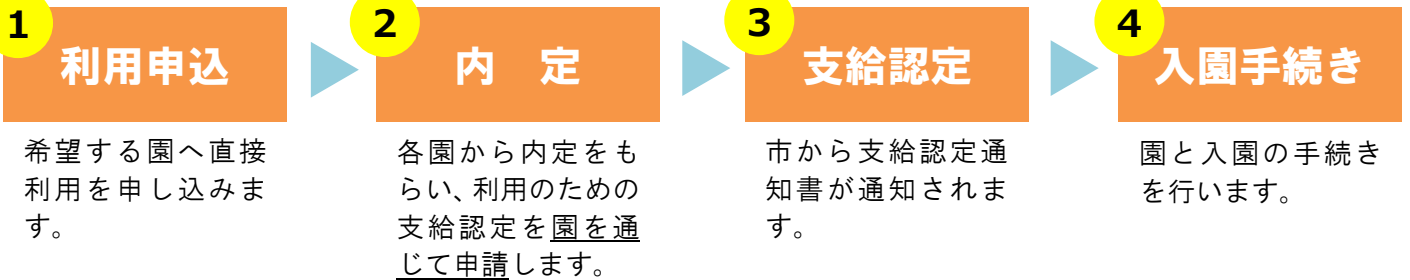 1
利用申込
希望する園へ直接
利用を申し込みま
す。
2
内　定
各園から内定をも
らい、利用のための
支給認定を園を通
じて申請します。
3
支給認定
市から支給認定通
知書が通知されま
す。
4
入園手続き
園と入園の手続き
を行います。